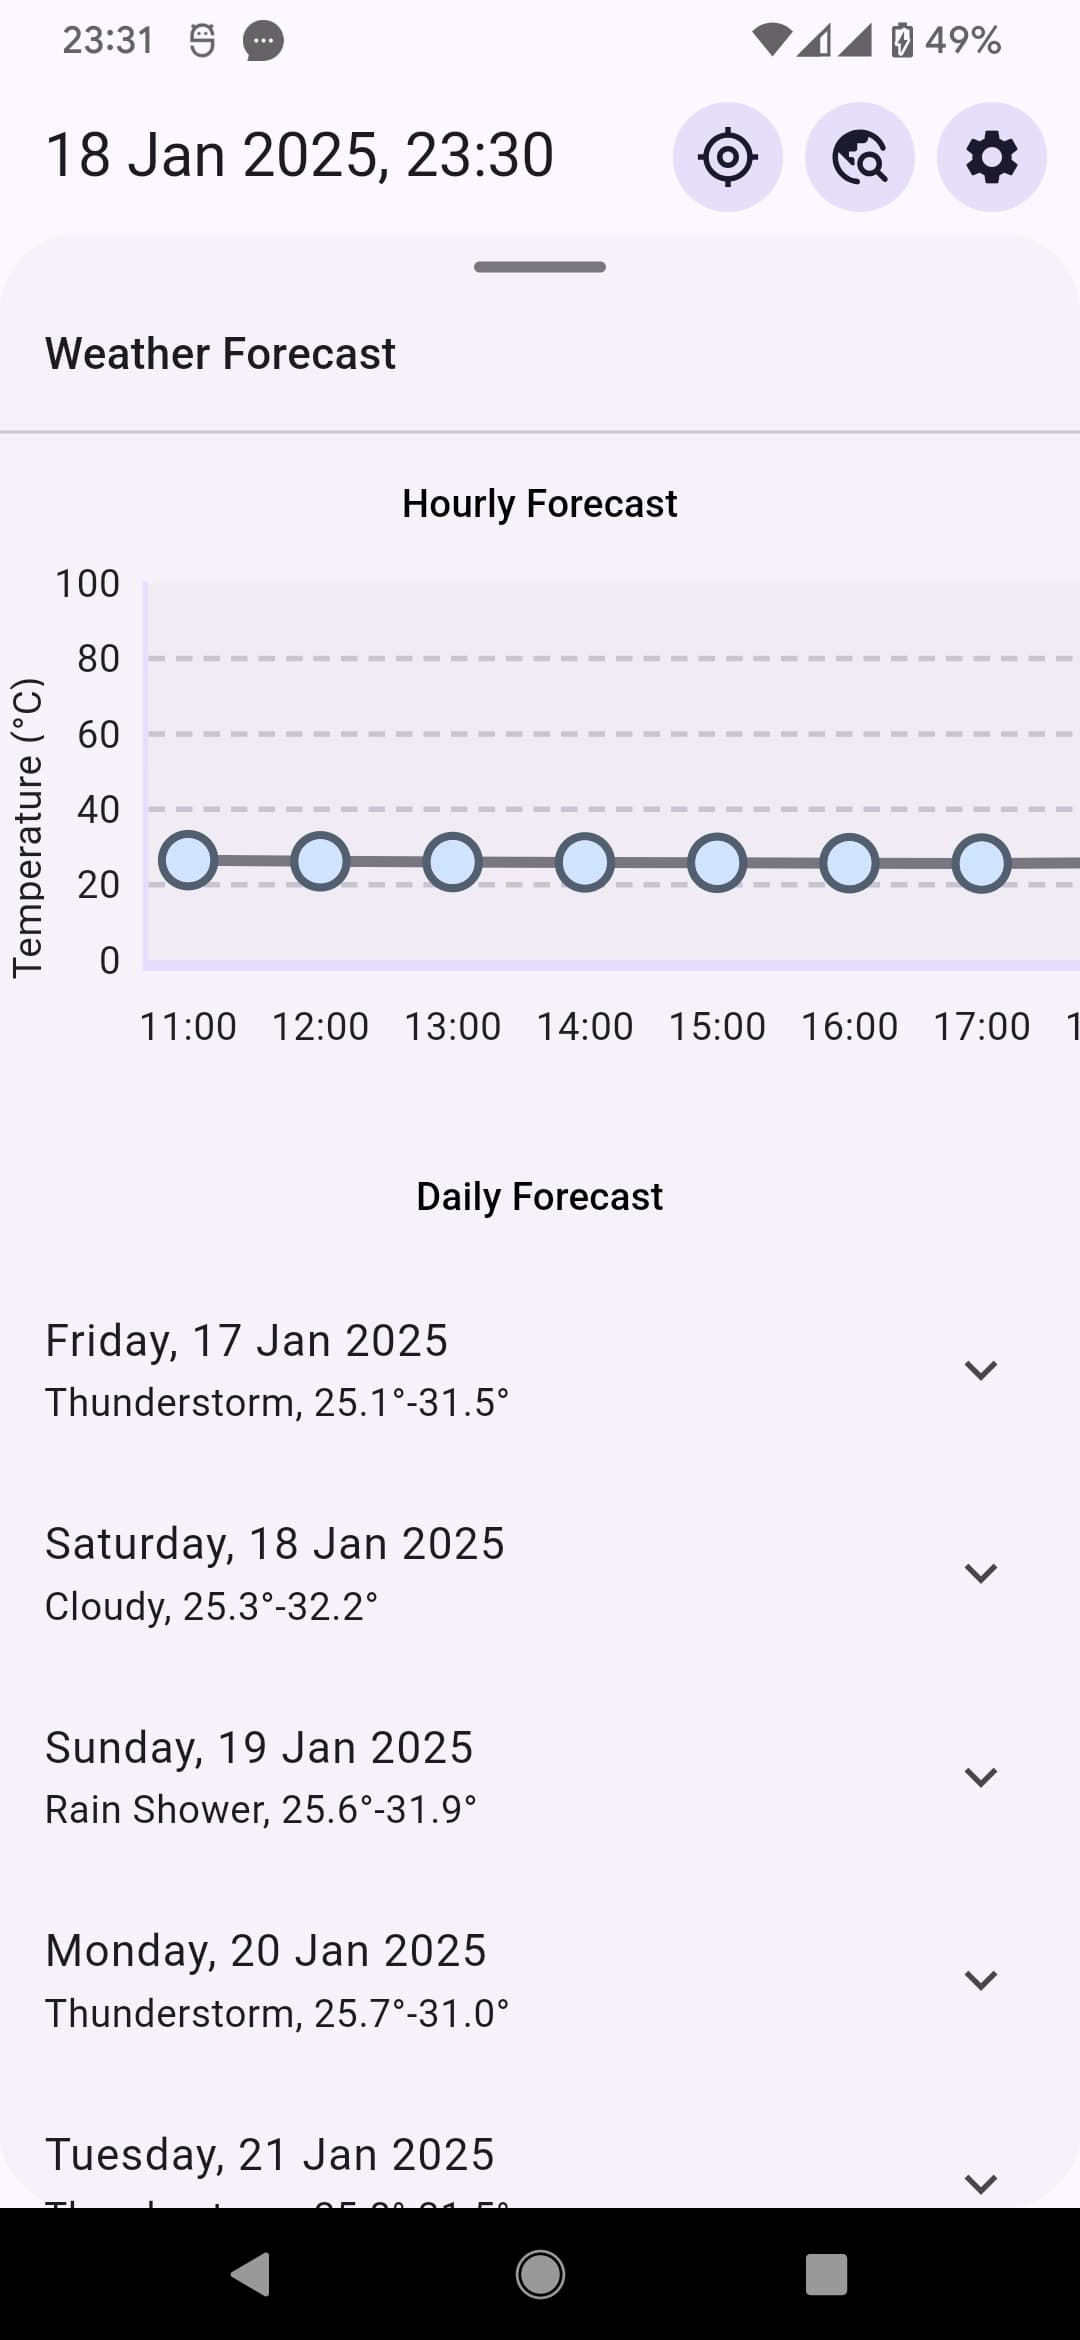 23:31
49%
18 Jan 2025, 23:30
Weather Forecast
Hourly Forecast
Temperature (°C)
100
80
60
40
20
0
11:00 12:00 13:00 14:00 15:00 16:00 17:00 1
Daily Forecast
Friday, 17 Jan 2025
Thunderstorm, 25.1°-31.5°
Saturday, 18 Jan 2025
Cloudy, 25.3°-32.2°
Sunday, 19 Jan 2025
Rain Shower, 25.6°-31.9°
Monday, 20 Jan 2025
Thunderstorm, 25.7°-31.0°
Tuesday, 21 Jan 2025